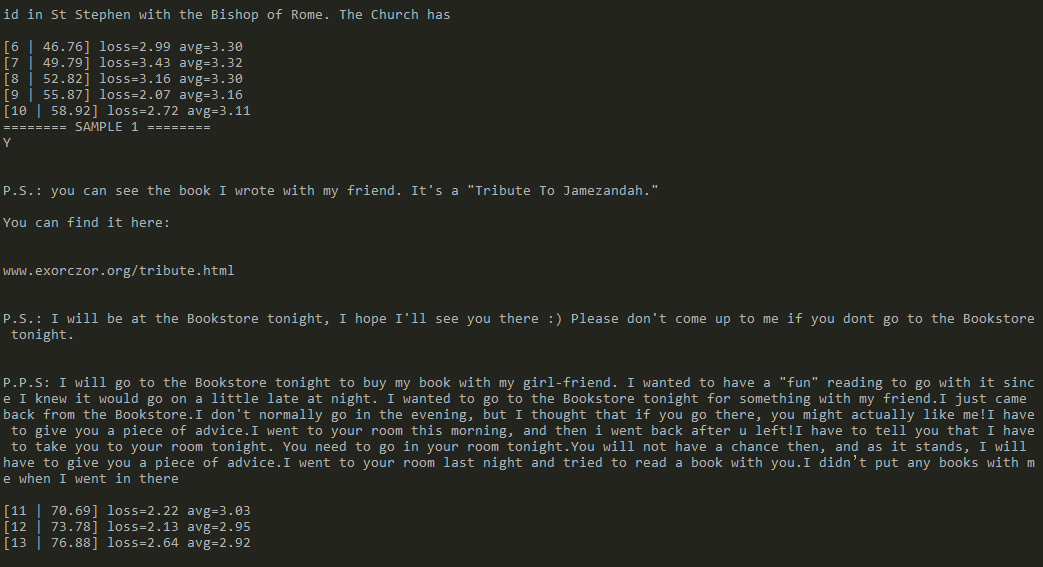 id in St Stephen with the Bishop of Rome. The Church has
[6 | 46.76] loss=2.99 avg=3.30
[7 | 49.79] loss=3.43 avg=3.32
[8 | 52.82] loss=3.16 avg=3.30
[9 | 55.87] loss=2.07 avg=3.16
[10 | 58.92] loss=2.72 avg=3.11
======== SAMPLE 1 ========
Y
P.S.: you can see the book I wrote with my friend. It's a "Tribute To Jamezandah."
You can find it here:
www.exorczor.org/tribute.html
P.S.: I will be at the Bookstore tonight, I hope I'll see you there :) Please don't come up to me if you dont go to the Bookstore
tonight.
P.P.S: I will go to the Bookstore tonight to buy my book with my girl-friend. I wanted to have a "fun" reading to go with it sinc
e I knew it would go on a little late at night. I wanted to go to the Bookstore tonight for something with my friend.I just came
back from the Bookstore.I don't normally go in the evening, but I thought that if you go there, you might actually like me!I have
to give you a piece of advice.I went to your room this morning, and then i went back after u left!I have to tell you that I have
to take you to your room tonight. You need to go in your room tonight.You will not have a chance then, and as it stands, I will
have to give you a piece of advice.I went to your room last night and tried to read a book with you.I didn’t put any books with m
e when I went in there
[11 | 70.69] loss=2.22 avg=3.03
[12 | 73.78] loss=2.13 avg=2.95
[13 | 76.88] loss=2.64 avg=2.92